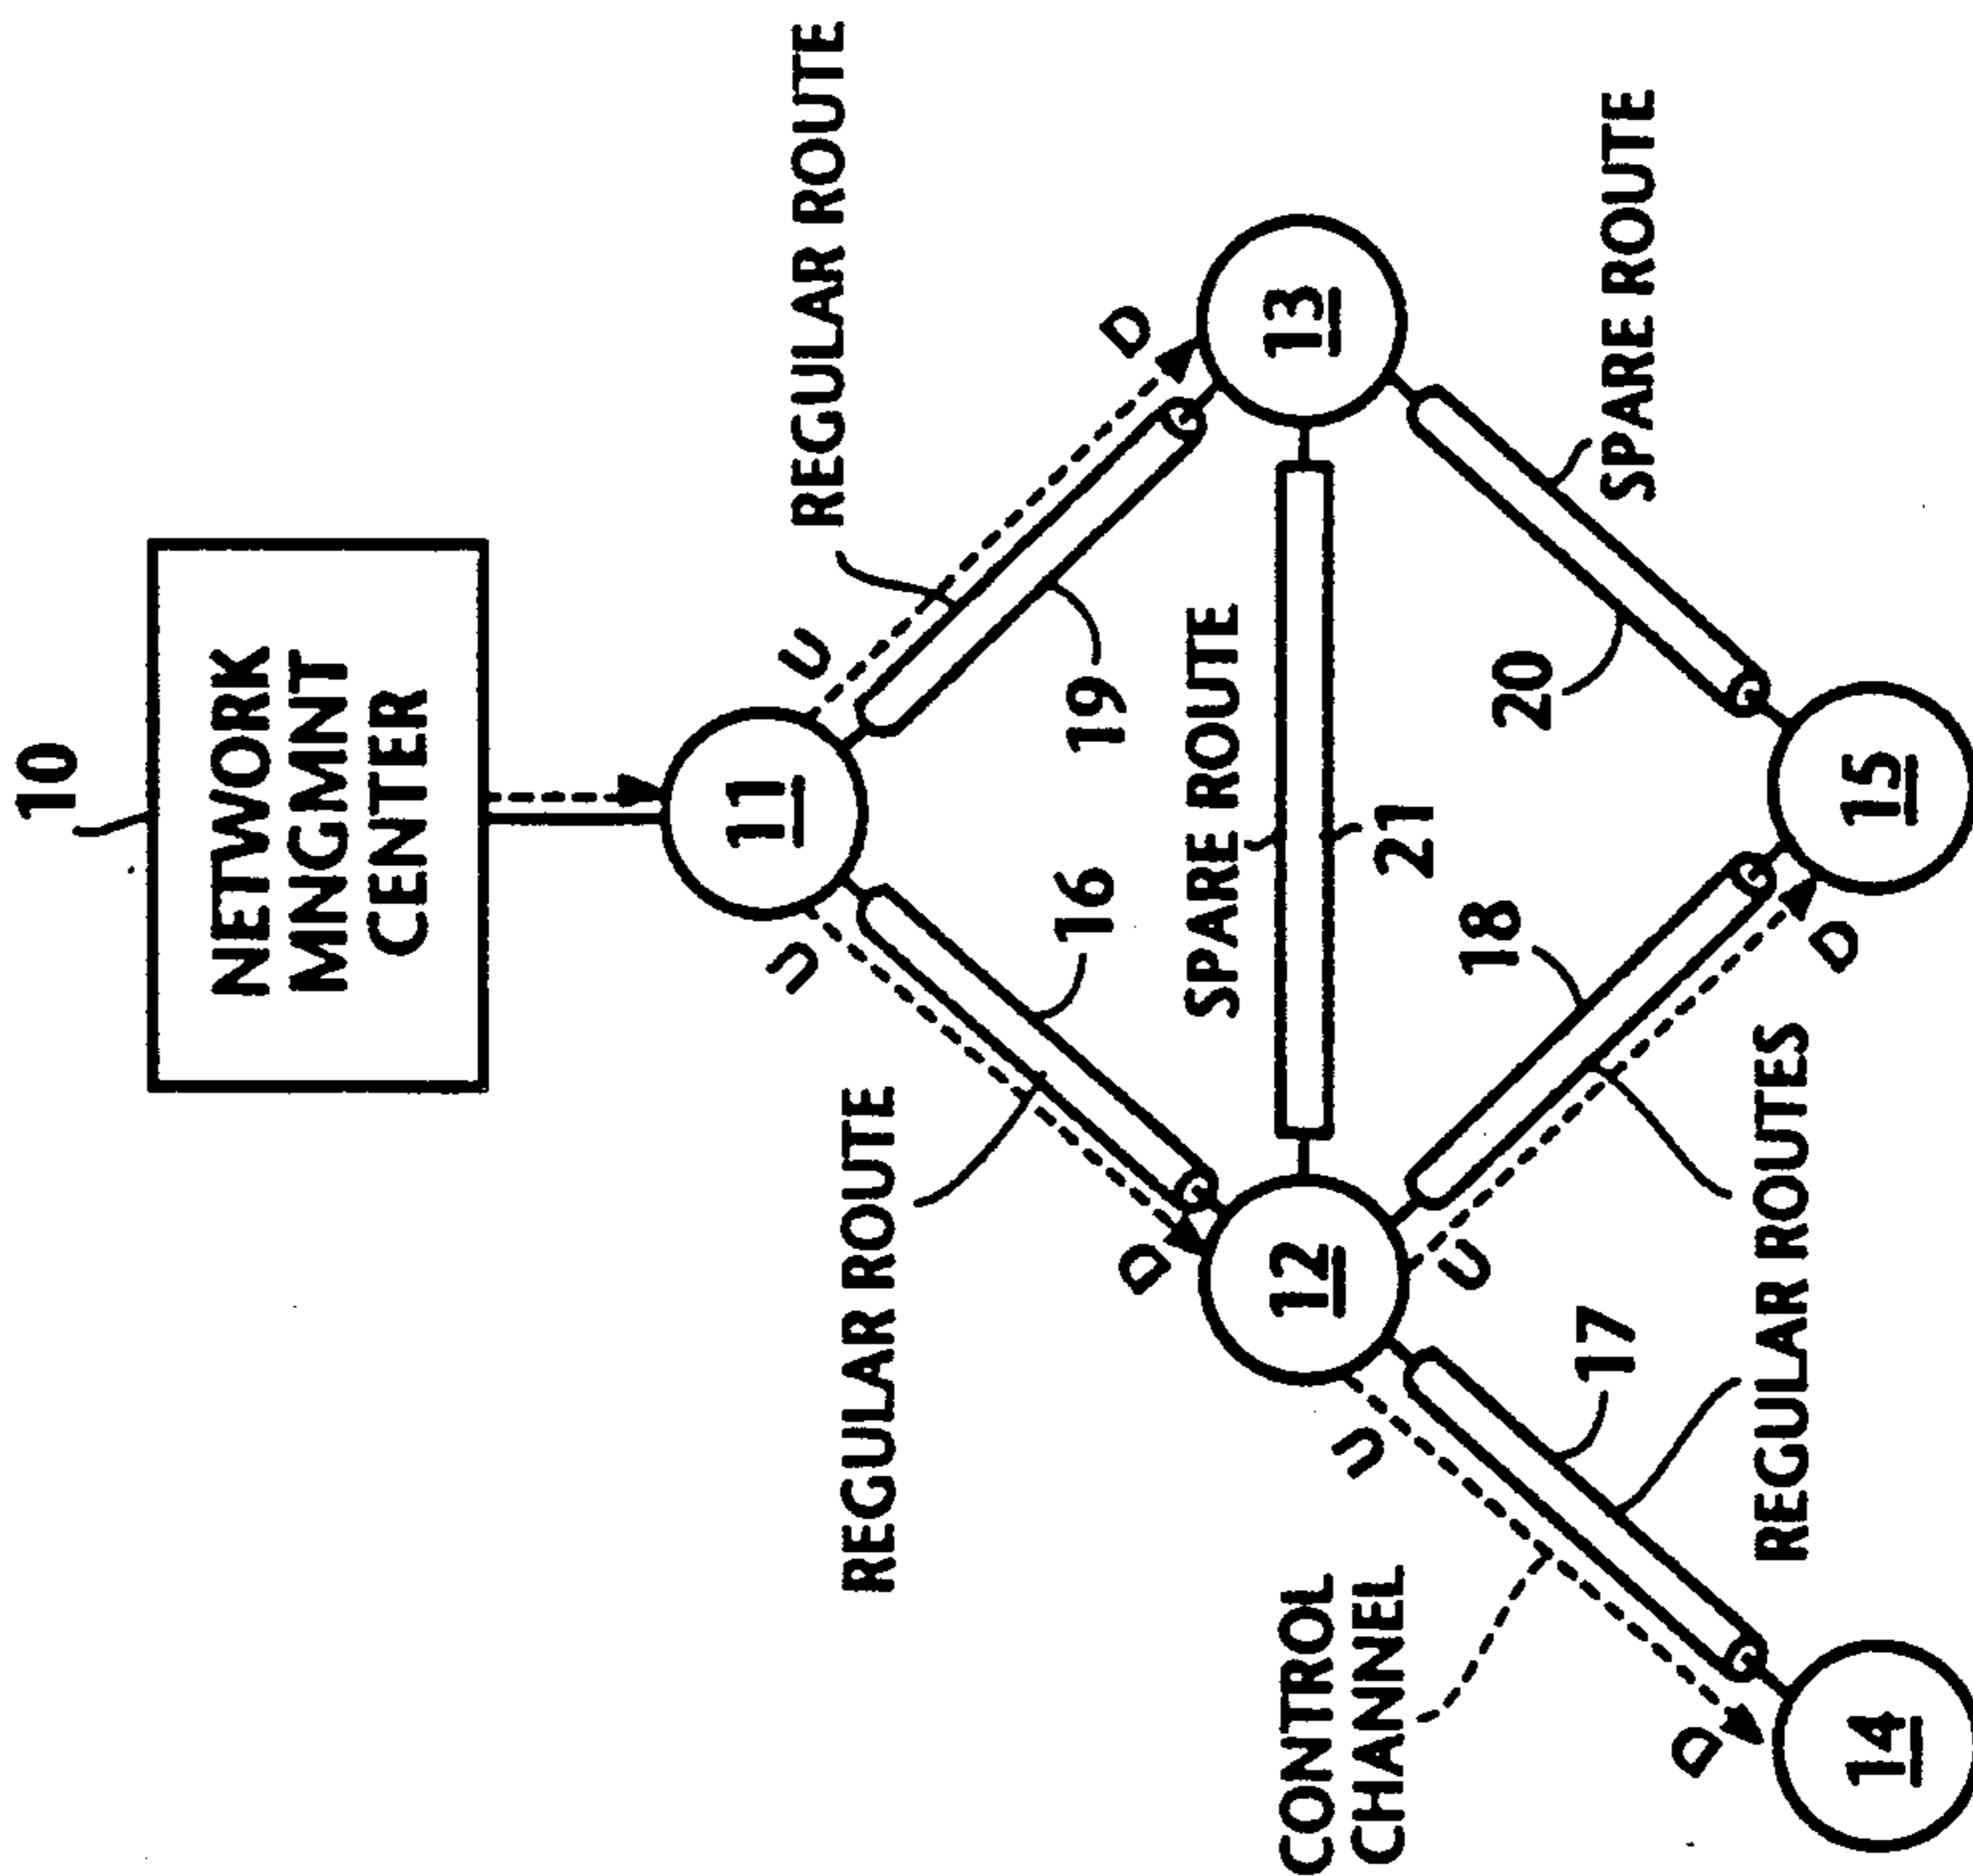 10
NETWORK
MNGMNT
CENTER
REGULAR ROUTE
REGULAR ROUTE
U
U
11
16
19
D
D
SPARE ROUTE
12
13
21
CONTROL
CHANNEL
U
U
18
20
SPARE ROUTE
17
D
D
REGULAR ROUTES
14
15